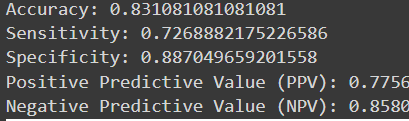 Accuracy: 0.831081081081081
Sensitivity: 0.7268882175226586
Specificity: 0.887049659201558
Positive Predictive Value (PPV): 0.7756
Negative Predictive Value (NPV): 0.8580